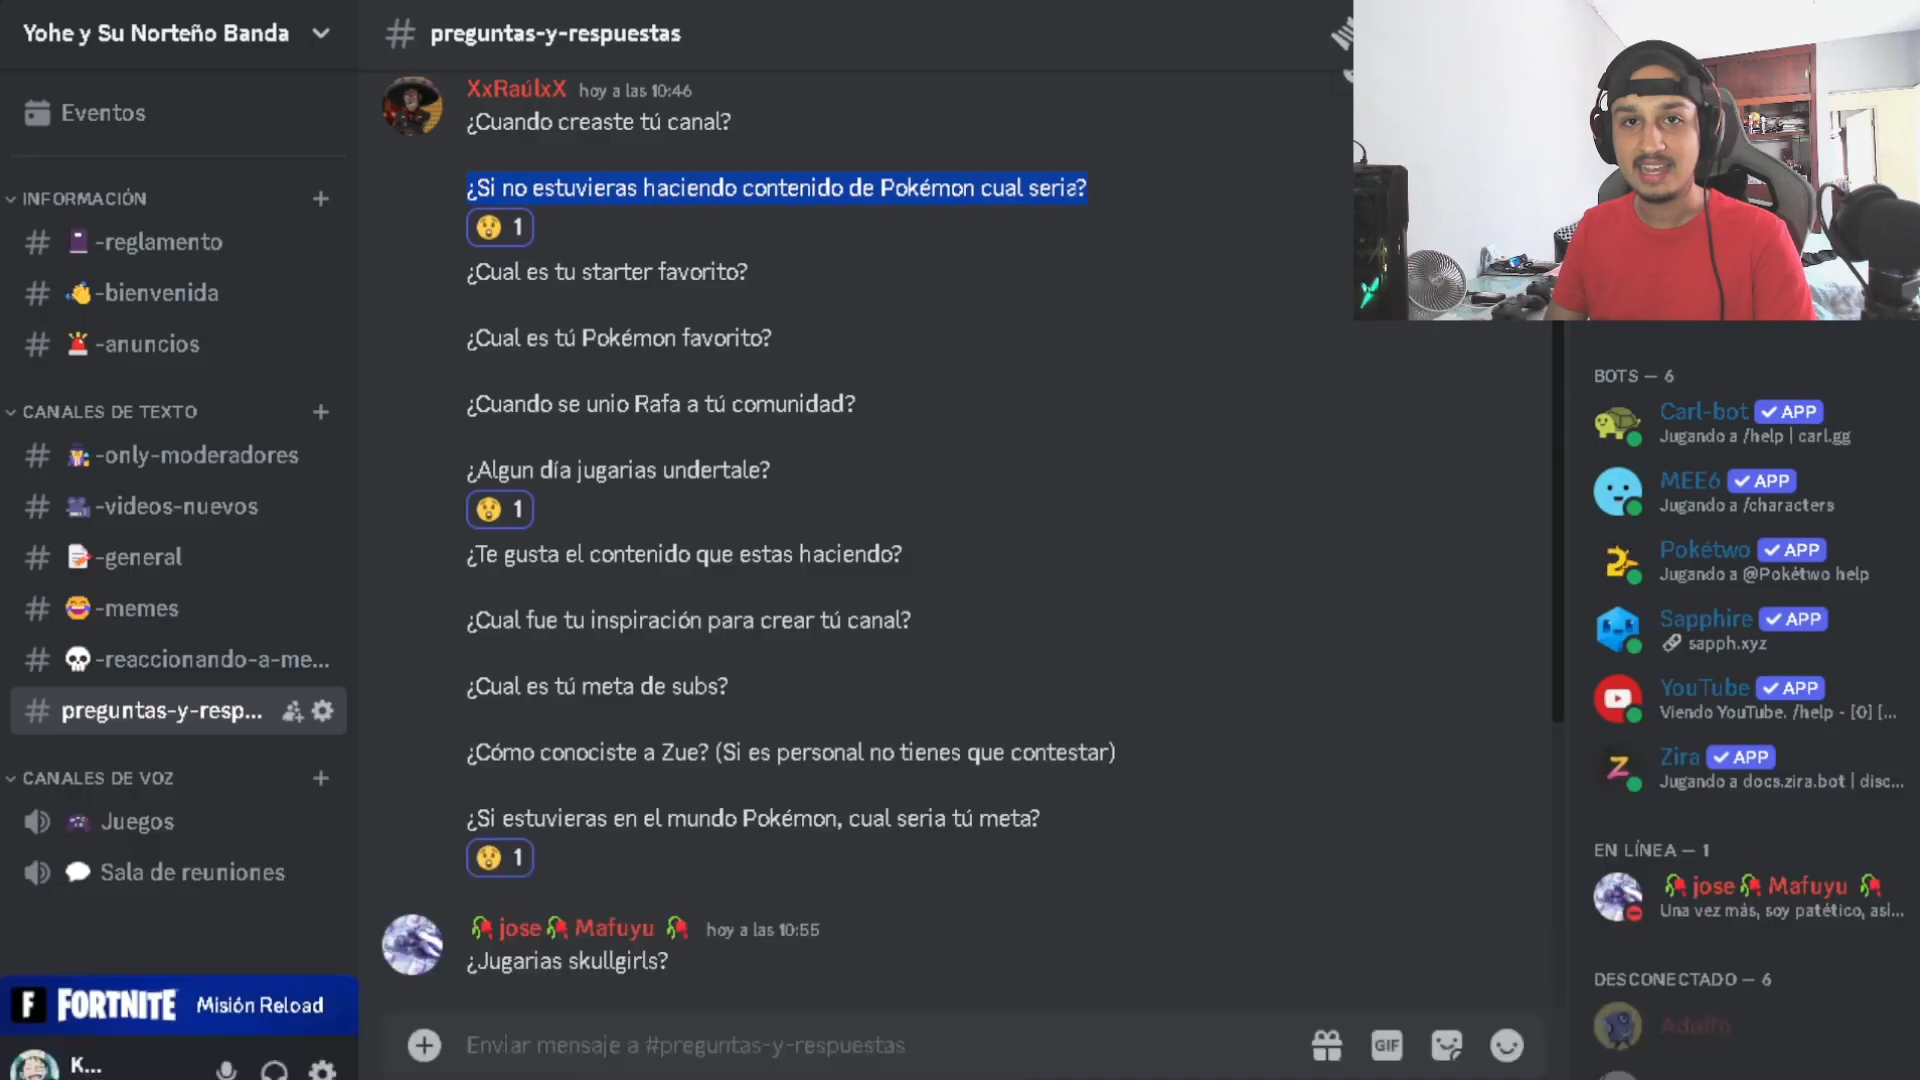 Yohe y Su Norteño Banda
Eventos
INFORMACIÓN
-reglamento
-bienvenida
-anuncios
CANALES DE TEXTO
-only-moderadores
-videos-nuevos
-general
-memes
-reaccionando-a-me...
preguntas-y-resp...
CANALES DE VOZ
Juegos
Sala de reuniones
FORTNITE Misión Reload
K...
preguntas-y-respuestas
XxRaúlxX hoy a las 10:46
¿Cuando creaste tú canal?
¿Si no estuvieras haciendo contenido de Pokémon cual seria?
1
¿Cual es tu starter favorito?
¿Cual es tú Pokémon favorito?
¿Cuando se unio Rafa a tú comunidad?
¿Algun día jugarias undertale?
1
¿Te gusta el contenido que estas haciendo?
¿Cual fue tu inspiración para crear tú canal?
¿Cual es tú meta de subs?
¿Cómo conociste a Zue? (Si es personal no tienes que contestar)
¿Si estuvieras en el mundo Pokémon, cual seria tú meta?
1
jose Mafuyu hoy a las 10:55
¿Jugarias skullgirls?
Enviar mensaje a #preguntas-y-respuestas
GIF
BOTS — 6
Carl-bot APP
Jugando a /help | carl.gg
MEE6 APP
Jugando a /characters
Pokétwo APP
Jugando a @Pokétwo help
Sapphire APP
sapph.xyz
YouTube APP
Viendo YouTube. /help - [0] [...
Zira APP
Jugando a docs.zira.bot | disc...
EN LÍNEA — 1
jose Mafuyu
Una vez más, soy patético, asi...
DESCONECTADO — 6
Adolfo